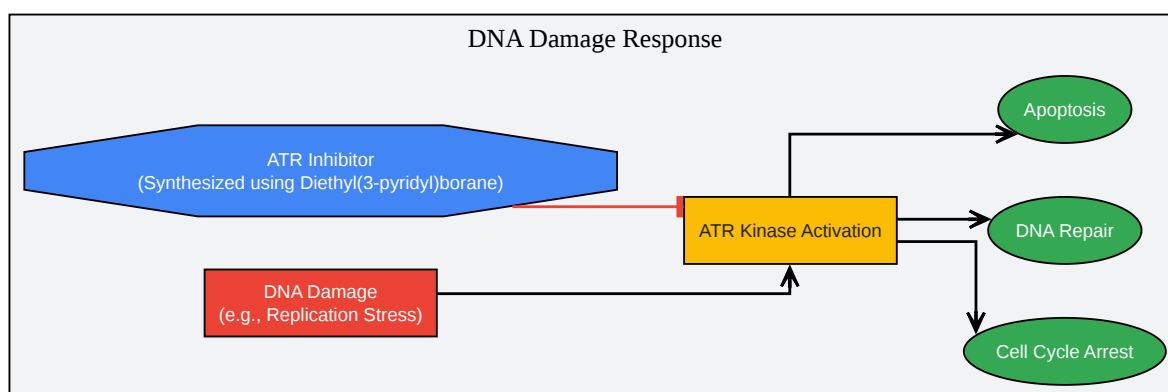 DNA Damage Response
Apoptosis
ATR Inhibitor
(Synthesized using Diethyl(3-pyridyl)borane)
ATR Kinase Activation
DNA Repair
DNA Damage
(e.g., Replication Stress)
Cell Cycle Arrest